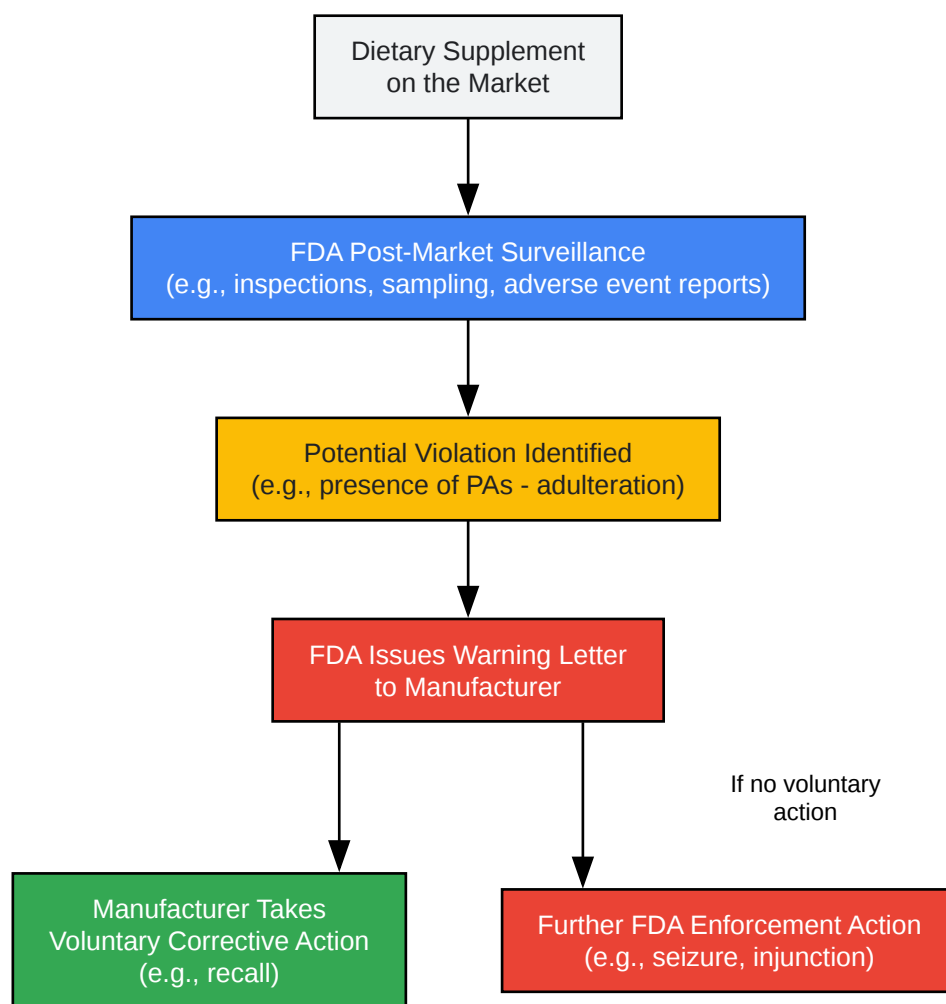 Dietary Supplement
on the Market
FDA Post-Market Surveillance
(e.g., inspections, sampling, adverse event reports)
Potential Violation Identified
(e.g., presence of PAs - adulteration)
FDA Issues Warning Letter
to Manufacturer
If no voluntary
action
Manufacturer Takes
Voluntary Corrective Action
(e.g., recall)
Further FDA Enforcement Action
(e.g., seizure, injunction)